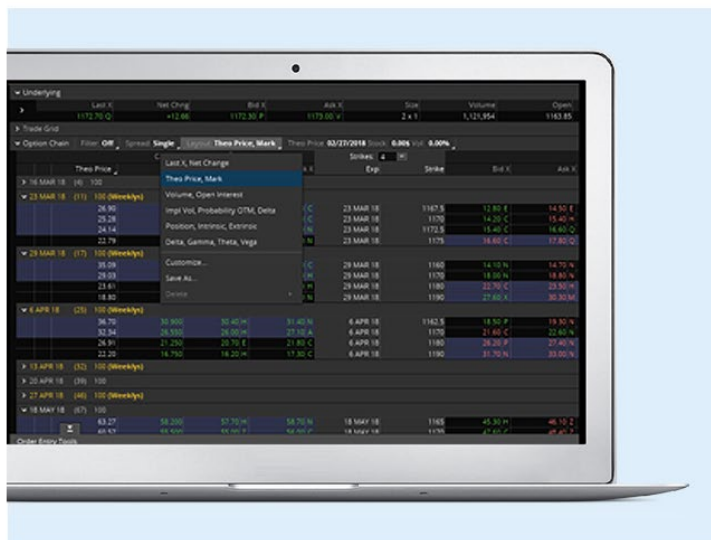 Underlying
Last X Net Chng Bid X Ask X Size Volume Open
1172.70 Q +12.66 1172.30 P 1173.00 V 2 x 1 1,121,954 1163.85
Trade Grid
Option Chain Filter Off Spread Single Layout Theo Price, Mark Theo Price 02/27/2018 Stock 0.00$ Vol 0.00%
Strikes: 4
Theo Price Exp Strike Bid X Ask X
Last X, Net Change
Theo Price, Mark
Volume, Open Interest
Impl Vol, Probability OTM, Delta
Position, Intrinsic, Extrinsic
Delta, Gamma, Theta, Vega
Customize...
Save As...
Delete
16 MAR 18 (4) 100
23 MAR 18 (11) 100 (Weeklys)
26.90 C 23 MAR 18 1167.5 12.80 E 14.50 E
25.28 C 23 MAR 18 1170 14.20 C 15.40 H
24.14 23 MAR 18 1172.5 15.40 C 16.60 Q
22.79 N 23 MAR 18 1175 16.60 C 17.80 Q
29 MAR 18 (17) 100 (Weeklys)
35.09 C 29 MAR 18 1160 14.10 N 14.70 N
29.03 H 29 MAR 18 1170 18.00 N 18.80 N
23.61 H 29 MAR 18 1180 22.70 C 23.50 H
18.80 N 29 MAR 18 1190 27.60 X 30.30 M
6 APR 18 (25) 100 (Weeklys)
36.70 30.900 30.40 H 31.40 N 6 APR 18 1162.5 18.50 P 19.30 N
32.54 26.550 26.00 H 27.10 A 6 APR 18 1170 21.60 C 22.60 N
26.91 21.250 20.70 E 21.80 C 6 APR 18 1180 26.20 P 27.40 N
22.20 16.750 16.20 H 17.30 C 6 APR 18 1190 31.70 N 33.00 N
13 APR 18 (32) 100 (Weeklys)
20 APR 18 (39) 100
27 APR 18 (46) 100 (Weeklys)
18 MAY 18 (67) 100
63.27 58.200 57.70 H 58.70 N 18 MAY 18 1165 45.30 H 46.10 Z
60.52 55.500 55.00 18 MAY 18 1170 47.60 C
Order Entry Tools